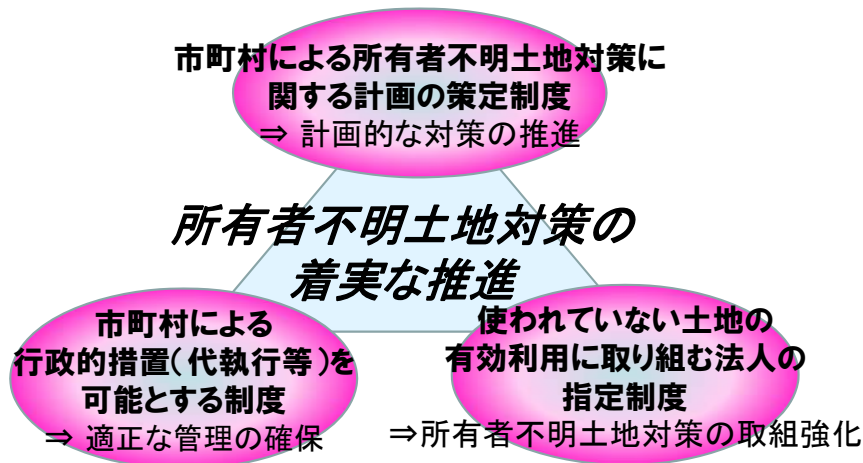 市町村による所有者不明土地対策に
関する計画の策定制度
⇒ 計画的な対策の推進
所有者不明土地対策の
着実な推進
市町村による
行政的措置(代執行等)を
可能とする制度
⇒ 適正な管理の確保
使われていない土地の
有効利用に取り組む法人の
指定制度
⇒所有者不明土地対策の取組強化